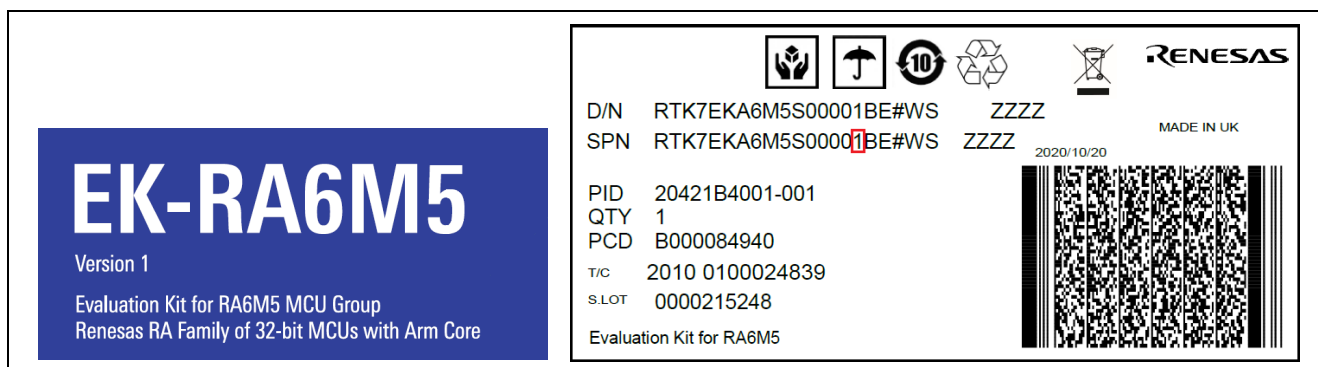 EK-RA6M5
Version 1
Evaluation Kit for RA6M5 MCU Group
Renesas RA Family of 32-bit MCUs with Arm Core
10
RENESAS
D/N RTK7EKA6M5S00001BE#WS ZZZZ
SPN RTK7EKA6M5S00001BE#WS ZZZZ
MADE IN UK
2020/10/20
PID 20421B4001-001
QTY 1
PCD B000084940
T/C 2010 0100024839
S.LOT 0000215248
Evaluation Kit for RA6M5